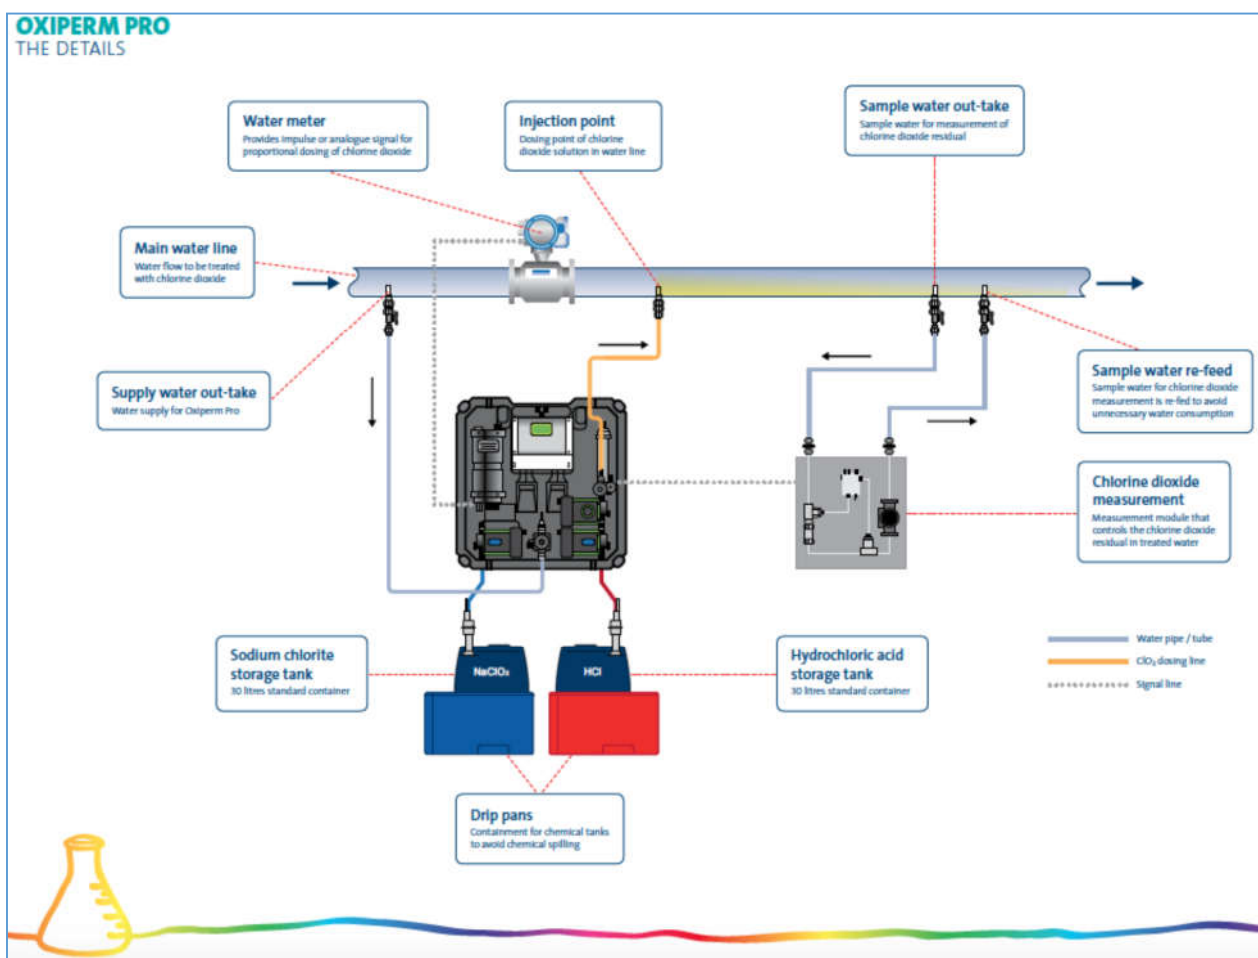 OXIPERM PRO
THE DETAILS
Water meter
Provides impulse or analogue signal for
proportional dosing of chlorine dioxide
Injection point
Dosing point of chlorine
dioxide solution in water line
Sample water out-take
Sample water for measurement of
chlorine dioxide residual
Main water line
Water flow to be treated
with chlorine dioxide
Supply water out-take
Water supply for Oxiperm Pro
Sample water re-feed
Sample water for chlorine dioxide
measurement is re-fed to avoid
unnecessary water consumption
Chlorine dioxide
measurement
Measurement module that
controls the chlorine dioxide
residual in treated water
Sodium chlorite
storage tank
30 litres standard container
NaClO₂
HCl
Hydrochloric acid
storage tank
30 litres standard container
Water pipe / tube
ClO₂ dosing line
Signal line
Drip pans
Containment for chemical tanks
to avoid chemical spilling